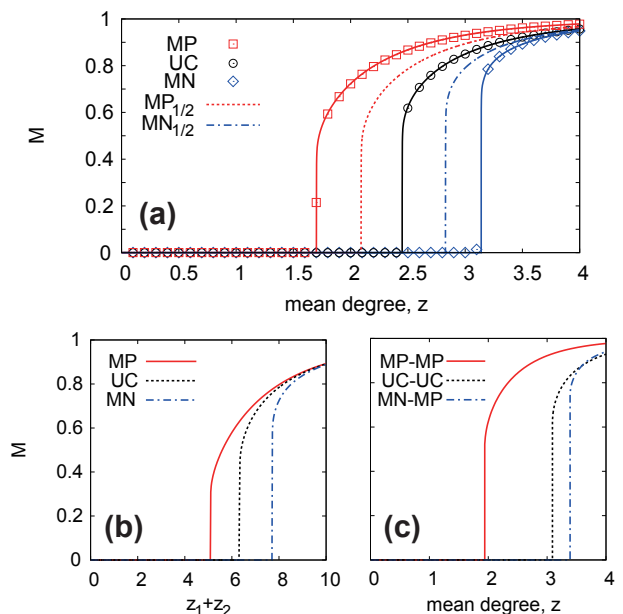 1
0.8
0.6
0.4
0.2
0
M
MP
UC
MN
MP1/2
MN1/2
(a)
0 0.5 1 1.5 2 2.5 3 3.5 4
mean degree, z
1
0.8
0.6
0.4
0.2
0
M
MP
UC
MN
(b)
0 2 4 6 8 10
z1+z2
MP-MP
UC-UC
MN-MP
(c)
0 1 2 3 4
mean degree, z